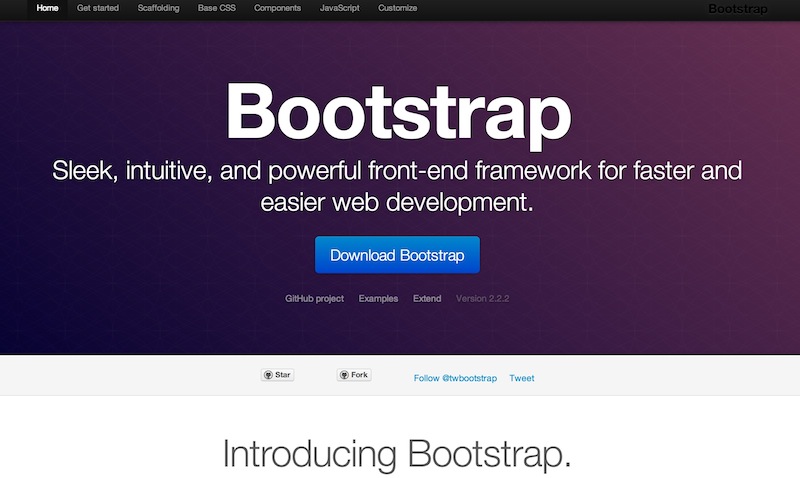 Home Get started Scaffolding Base CSS Components JavaScript Customize Bootstrap
Bootstrap
Sleek, intuitive, and powerful front-end framework for faster and
easier web development.
Download Bootstrap
GitHub project Examples Extend Version 2.2.2
Star Fork Follow @twbootstrap Tweet
Introducing Bootstrap.